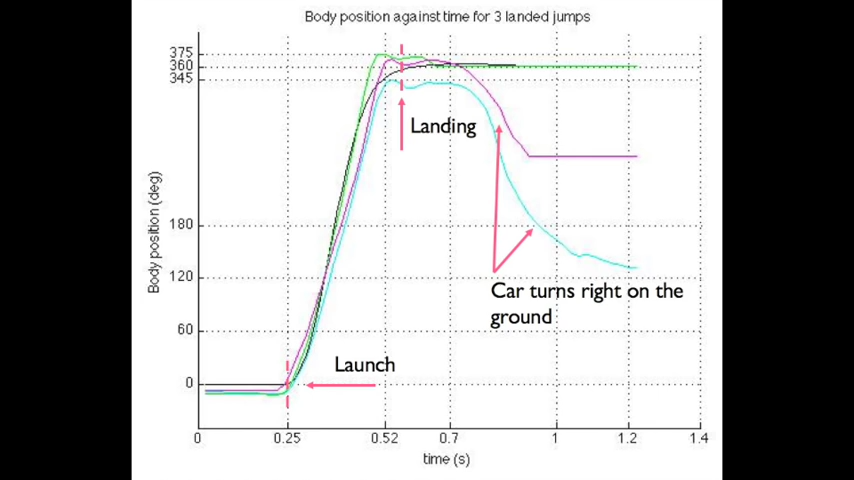 Body position against time for 3 landed jumps
375
360
345
180
120
60
0
Body position (deg)
Landing
Car turns right on the
ground
Launch
0 0.25 0.52 0.7 1 1.2 1.4
time (s)